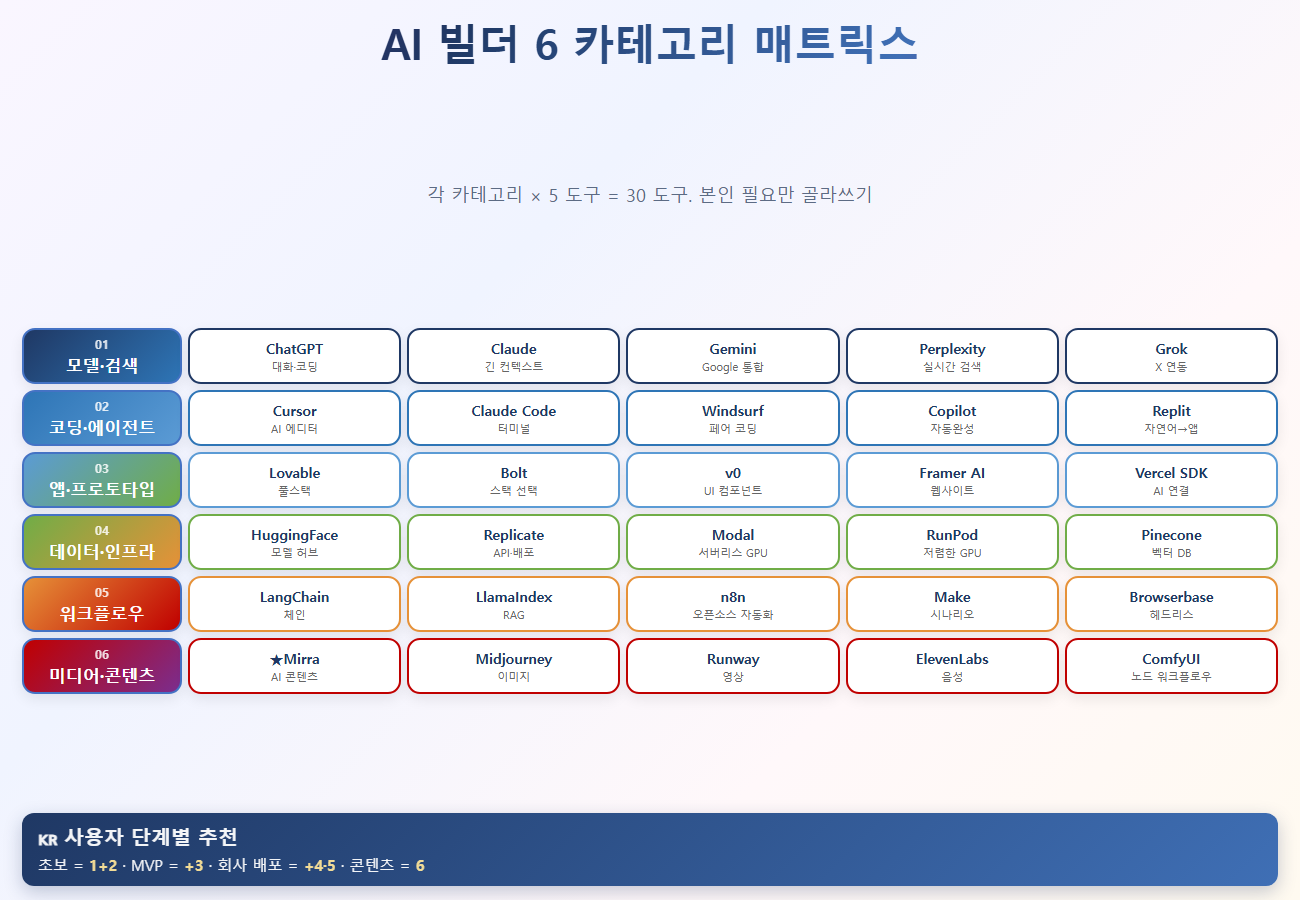 AI 빌더 6 카테고리 매트릭스
각 카테고리 × 5 도구 = 30 도구. 본인 필요만 골라쓰기
01
모델·검색
ChatGPT
대화·코딩
Claude
긴 컨텍스트
Gemini
Google 통합
Perplexity
실시간 검색
Grok
X 연동
02
코딩·에이전트
Cursor
AI 에디터
Claude Code
터미널
Windsurf
페어 코딩
Copilot
자동완성
Replit
자연어→앱
03
앱·프로토타입
Lovable
풀스택
Bolt
스택 선택
v0
UI 컴포넌트
Framer AI
웹사이트
Vercel SDK
AI 연결
04
데이터·인프라
HuggingFace
모델 허브
Replicate
API·배포
Modal
서버리스 GPU
RunPod
저렴한 GPU
Pinecone
벡터 DB
05
워크플로우
LangChain
체인
LlamaIndex
RAG
n8n
오픈소스 자동화
Make
시나리오
Browserbase
헤드리스
06
미디어·콘텐츠
★Mirra
AI 콘텐츠
Midjourney
이미지
Runway
영상
ElevenLabs
음성
ComfyUI
노드 워크플로우
KR 사용자 단계별 추천
초보 = 1+2 · MVP = +3 · 회사 배포 = +4·5 · 콘텐츠 = 6